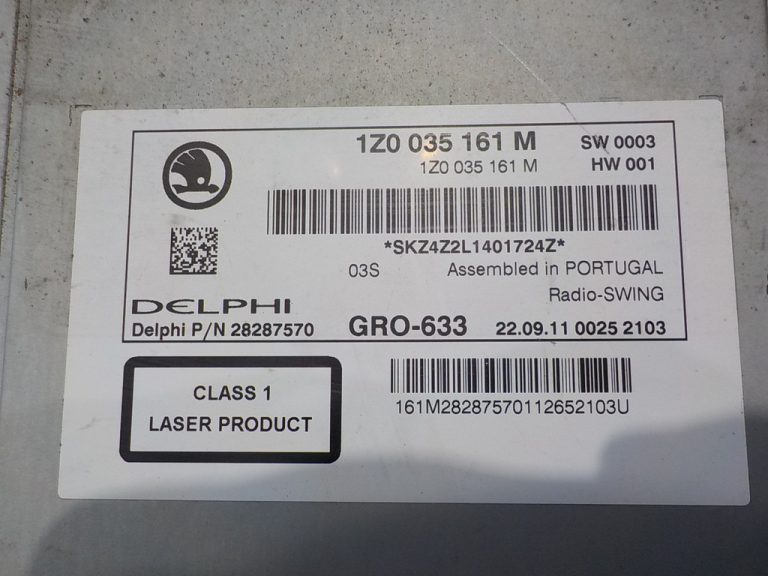 1Z0 035 161 M SW 0003
1Z0 035 161 M HW 001
*SKZ4Z2L1401724Z*
03S Assembled in PORTUGAL
Radio-SWING
DELPHI
Delphi P/N 28287570 GRO-633 22.09.11 0025 2103
CLASS 1
LASER PRODUCT
161M28287570112652103U